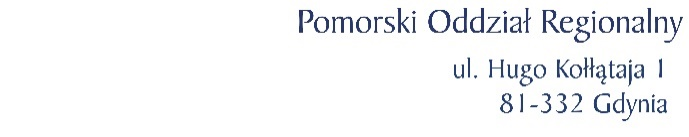 Pomorski Oddział Regionalny
ul. Hugo Kołłątaja 1
81-332 Gdynia